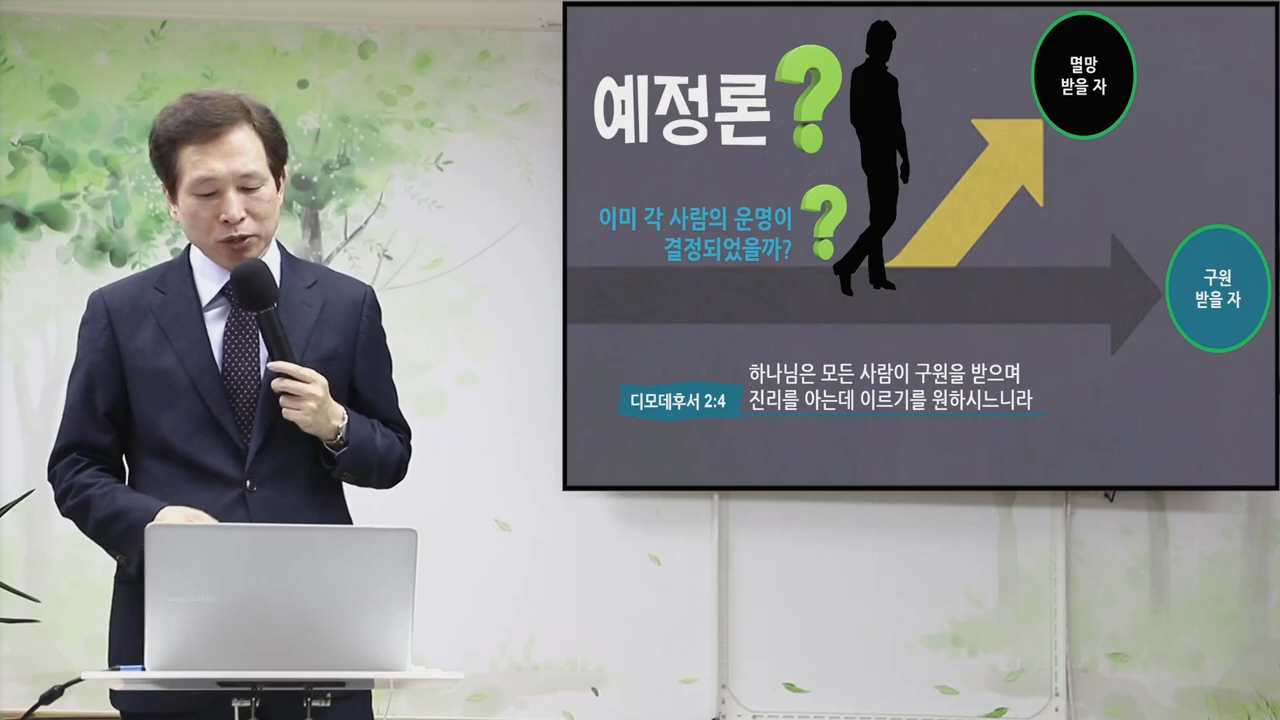 예정론?
이미 각 사람의 운명이
결정되었을까?
?
멸망
받을 자
구원
받을 자
디모데후서 2:4
하나님은 모든 사람이 구원을 받으며
진리를 아는데 이르기를 원하시느니라